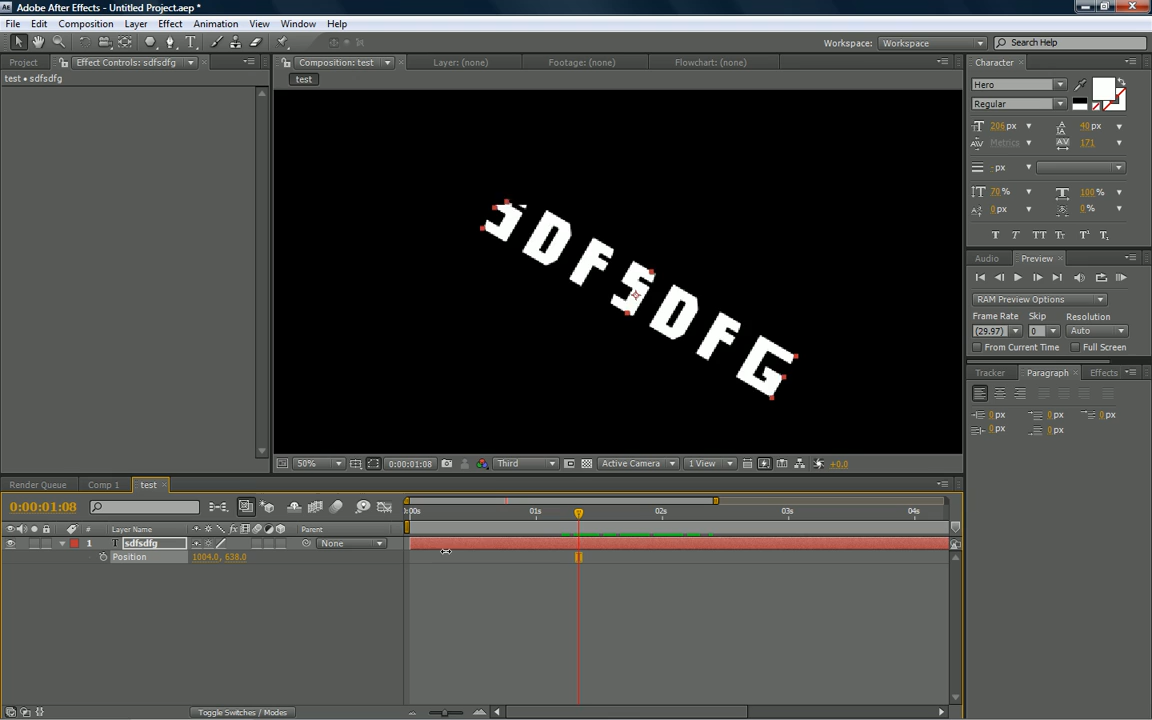 Adobe After Effects - Untitled Project.aep *
File Edit Composition Layer Effect Animation View Window Help
Workspace: Workspace Search Help
Project Effect Controls: sdfsdfg Composition: test Layer: (none) Footage: (none) Flowchart: (none) Character
test • sdfsdfg test
Hero
Regular
206 px 40 px
Metrics 171
- px
70 % 100 %
0 px 0 %
T T TT Tr T¹ T₁
SDFSDFG
Audio Preview
RAM Preview Options
Frame Rate Skip Resolution
(29.97) 0 Auto
From Current Time Full Screen
Tracker Paragraph Effects
0 px 0 px 0 px
0 px 0 px
50% 0:00:01:08 Third Active Camera 1 View +0.0
Render Queue Comp 1 test
0:00:01:08
:00s 01s 02s 03s 04s
# Layer Name Parent
1 T sdfsdfg None
Position 1004.0, 638.0
Toggle Switches / Modes